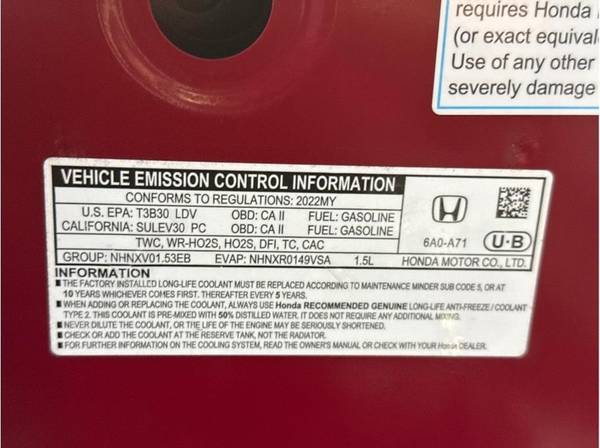 requires Honda
(or exact equival
Use of any other
severely damage
VEHICLE EMISSION CONTROL INFORMATION
CONFORMS TO REGULATIONS: 2022MY
U.S. EPA: T3B30 LDV OBD: CA II FUEL: GASOLINE
CALIFORNIA: SULEV30 PC OBD: CA II FUEL: GASOLINE
TWC, WR-HO2S, HO2S, DFI, TC, CAC
GROUP: NHNXV01.53EB EVAP: NHNXR0149VSA 1.5L
6A0-A71 U·B
HONDA MOTOR CO., LTD.
INFORMATION
■ THE FACTORY INSTALLED LONG-LIFE COOLANT MUST BE REPLACED ACCORDING TO MAINTENANCE MINDER SUB CODE 5, OR AT
10 YEARS WHICHEVER COMES FIRST. THEREAFTER EVERY 5 YEARS.
■ WHEN ADDING OR REPLACING THE COOLANT, ALWAYS USE Honda RECOMMENDED GENUINE LONG-LIFE ANTI-FREEZE / COOLANT
TYPE 2. THIS COOLANT IS PRE-MIXED WITH 50% DISTILLED WATER. IT DOES NOT REQUIRE ANY ADDITIONAL MIXING.
■ NEVER DILUTE THE COOLANT, OR THE LIFE OF THE ENGINE MAY BE SERIOUSLY SHORTENED.
■ CHECK OR ADD THE COOLANT AT THE RESERVE TANK, NOT THE RADIATOR.
■ FOR FURTHER INFORMATION ON THE COOLING SYSTEM, READ THE OWNER'S MANUAL OR CHECK WITH YOUR Honda DEALER.